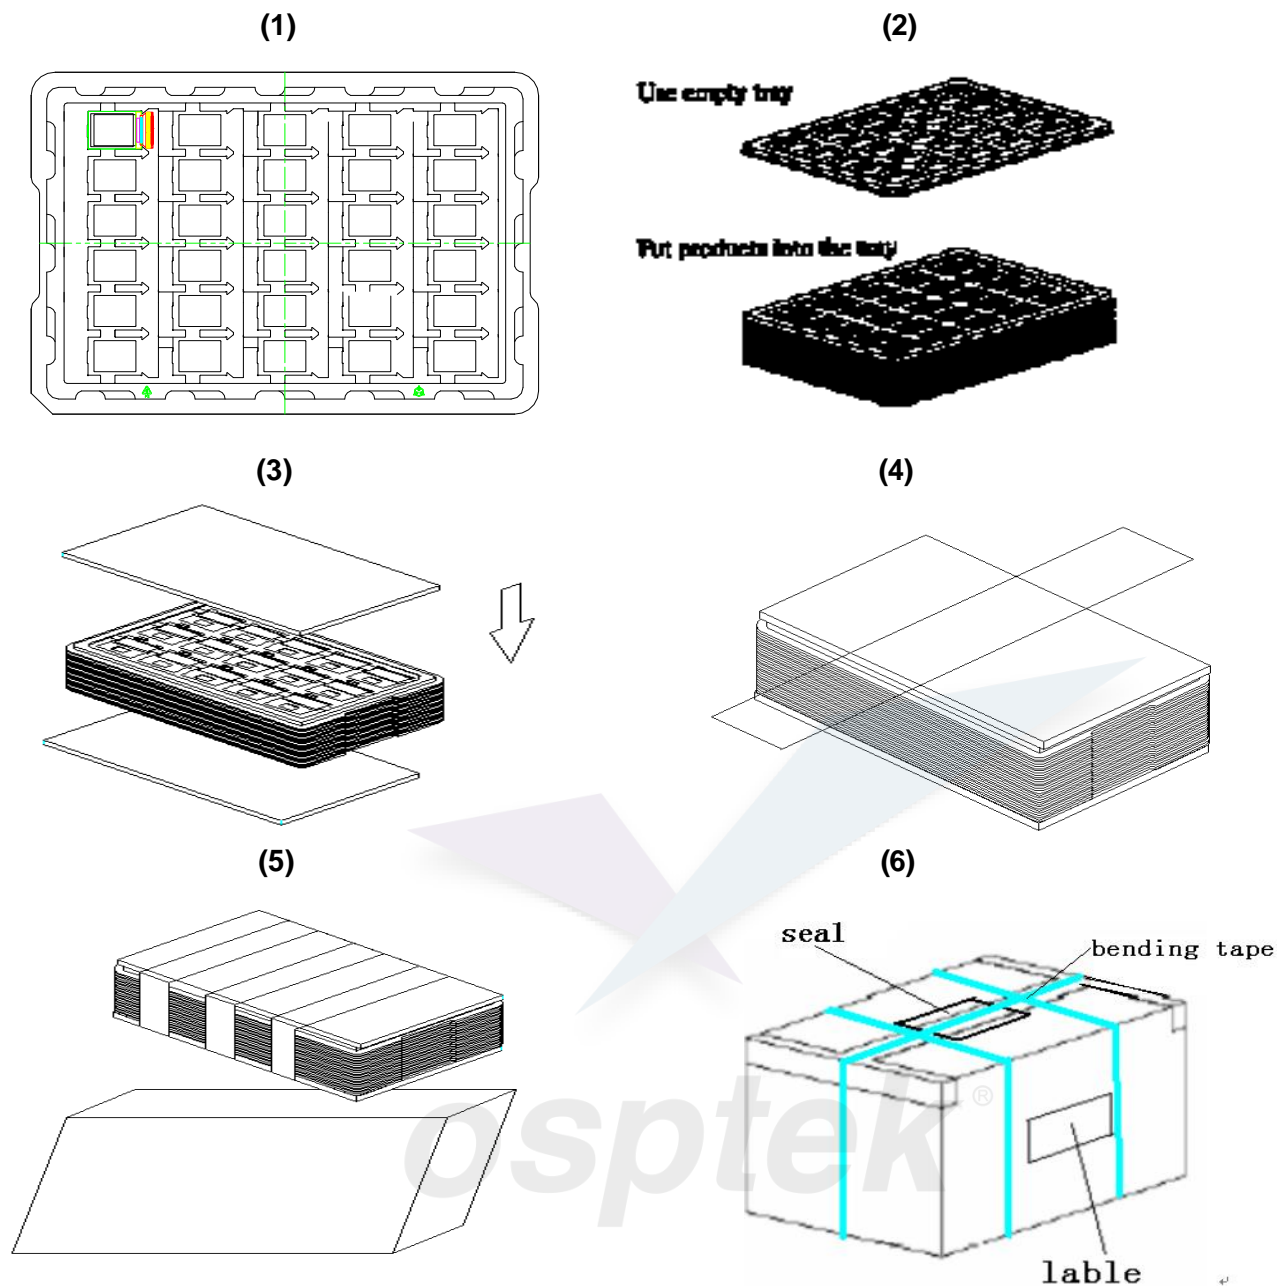 (1)
(2)
Use empty tray
Put products into the tray
(3)
(4)
(5)
(6)
seal
bending tape
osptek ®
lable